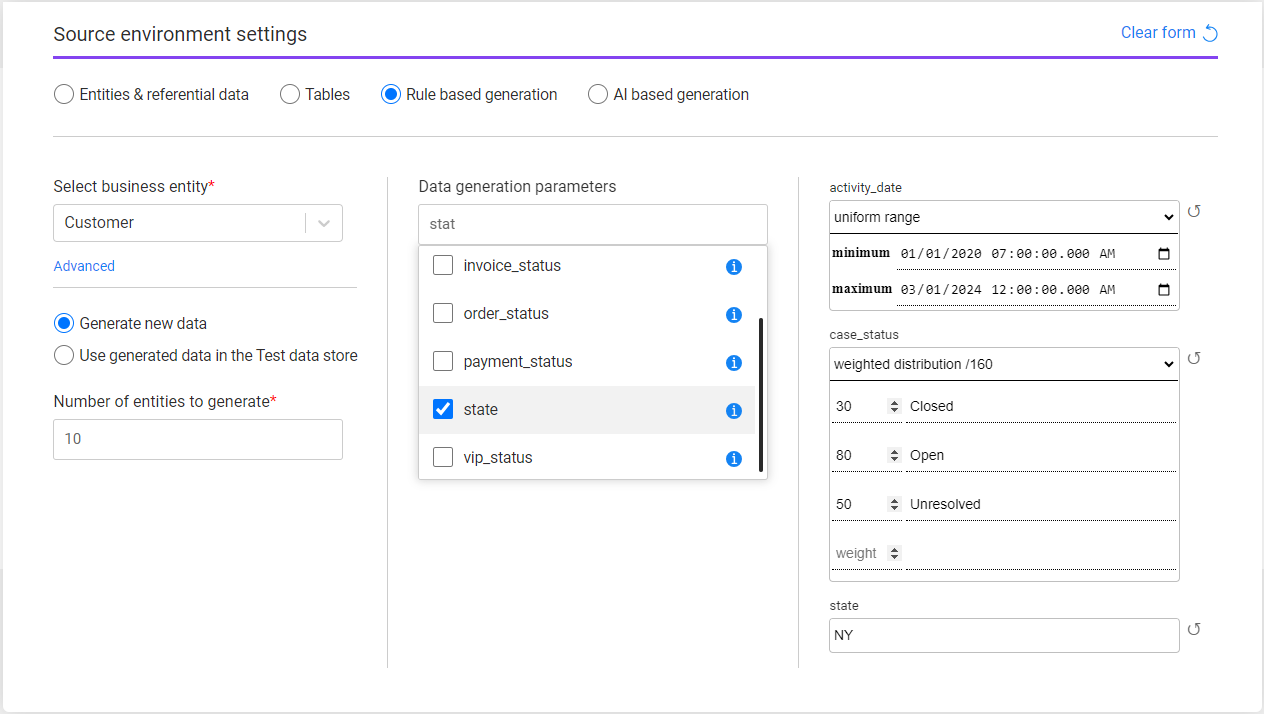 Source environment settings
Clear form
Entities & referential data
Tables
Rule based generation
AI based generation
Select business entity*
Customer
Advanced
Generate new data
Use generated data in the Test data store
Number of entities to generate*
10
Data generation parameters
stat
invoice_status
order_status
payment_status
state
vip_status
activity_date
uniform range
minimum 01/01/2020 07:00:00.000 AM
maximum 03/01/2024 12:00:00.000 AM
case_status
weighted distribution /160
30 Closed
80 Open
50 Unresolved
weight
state
NY